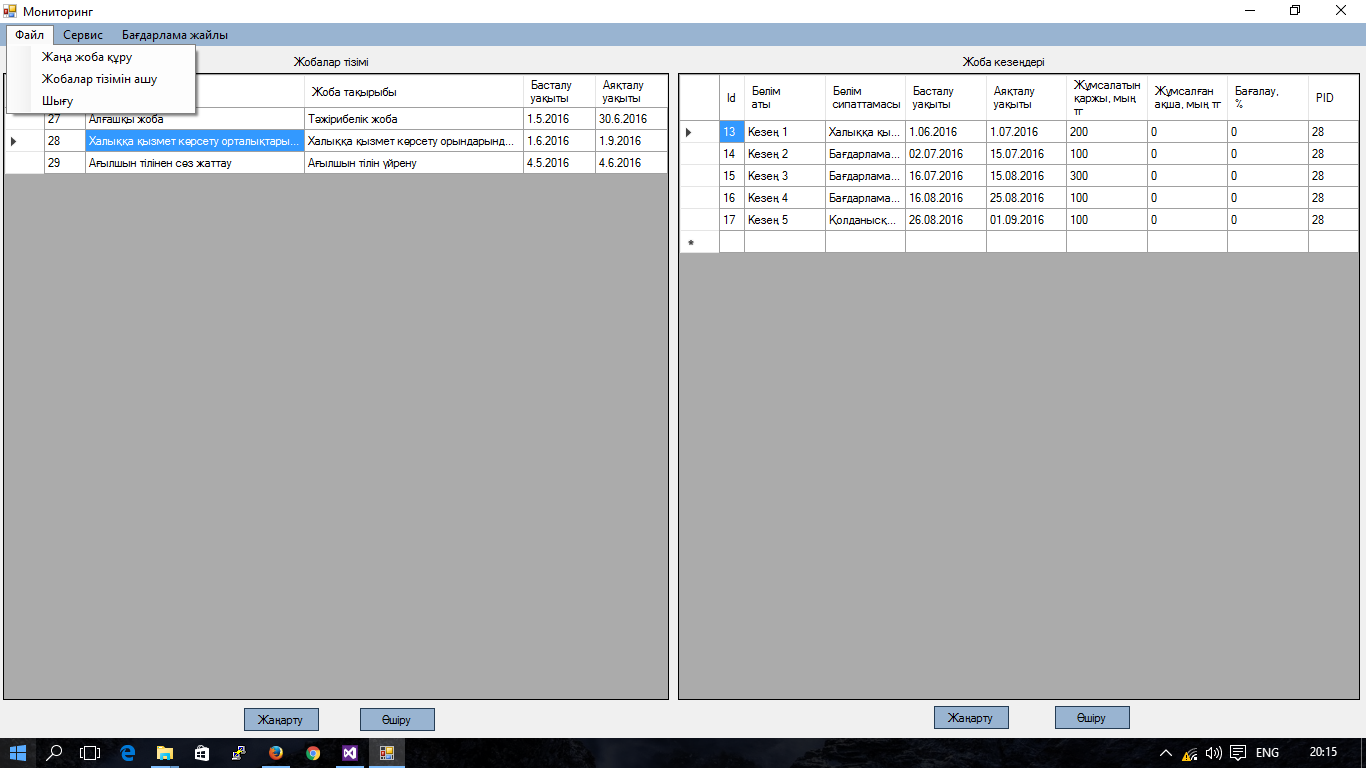 Мониторинг
Файл Сервис Бағдарлама жайлы
Жаңа жоба құру
Жобалар тізімін ашу
Шығу
Жобалар тізімі
Жоба тақырыбы
Басталу уақыты
Аяқталу уақыты
27 Алғашқы жоба Тәжірибелік жоба 1.5.2016 30.6.2016
28 Халыққа қызмет көрсету орталықтары... Халыққа қызмет көрсету орындарынд... 1.6.2016 1.9.2016
29 Ағылшын тілінен сөз жаттау Ағылшын тілін үйрену 4.5.2016 4.6.2016
Жаңарту Өшіру
Жоба кезеңдері
Id
Бөлім аты
Бөлім сипаттамасы
Басталу уақыты
Аяқталу уақыты
Жұмсалатын қаржы, мың тг
Жұмсалған ақша, мың тг
Бағалау, %
PID
13 Кезең 1 Халыққа қы... 1.06.2016 1.07.2016 200 0 0 28
14 Кезең 2 Бағдарлама... 02.07.2016 15.07.2016 100 0 0 28
15 Кезең 3 Бағдарлама... 16.07.2016 15.08.2016 300 0 0 28
16 Кезең 4 Бағдарлама... 16.08.2016 25.08.2016 100 0 0 28
17 Кезең 5 Қолданысқ... 26.08.2016 01.09.2016 100 0 0 28
Жаңарту Өшіру
ENG 20:15